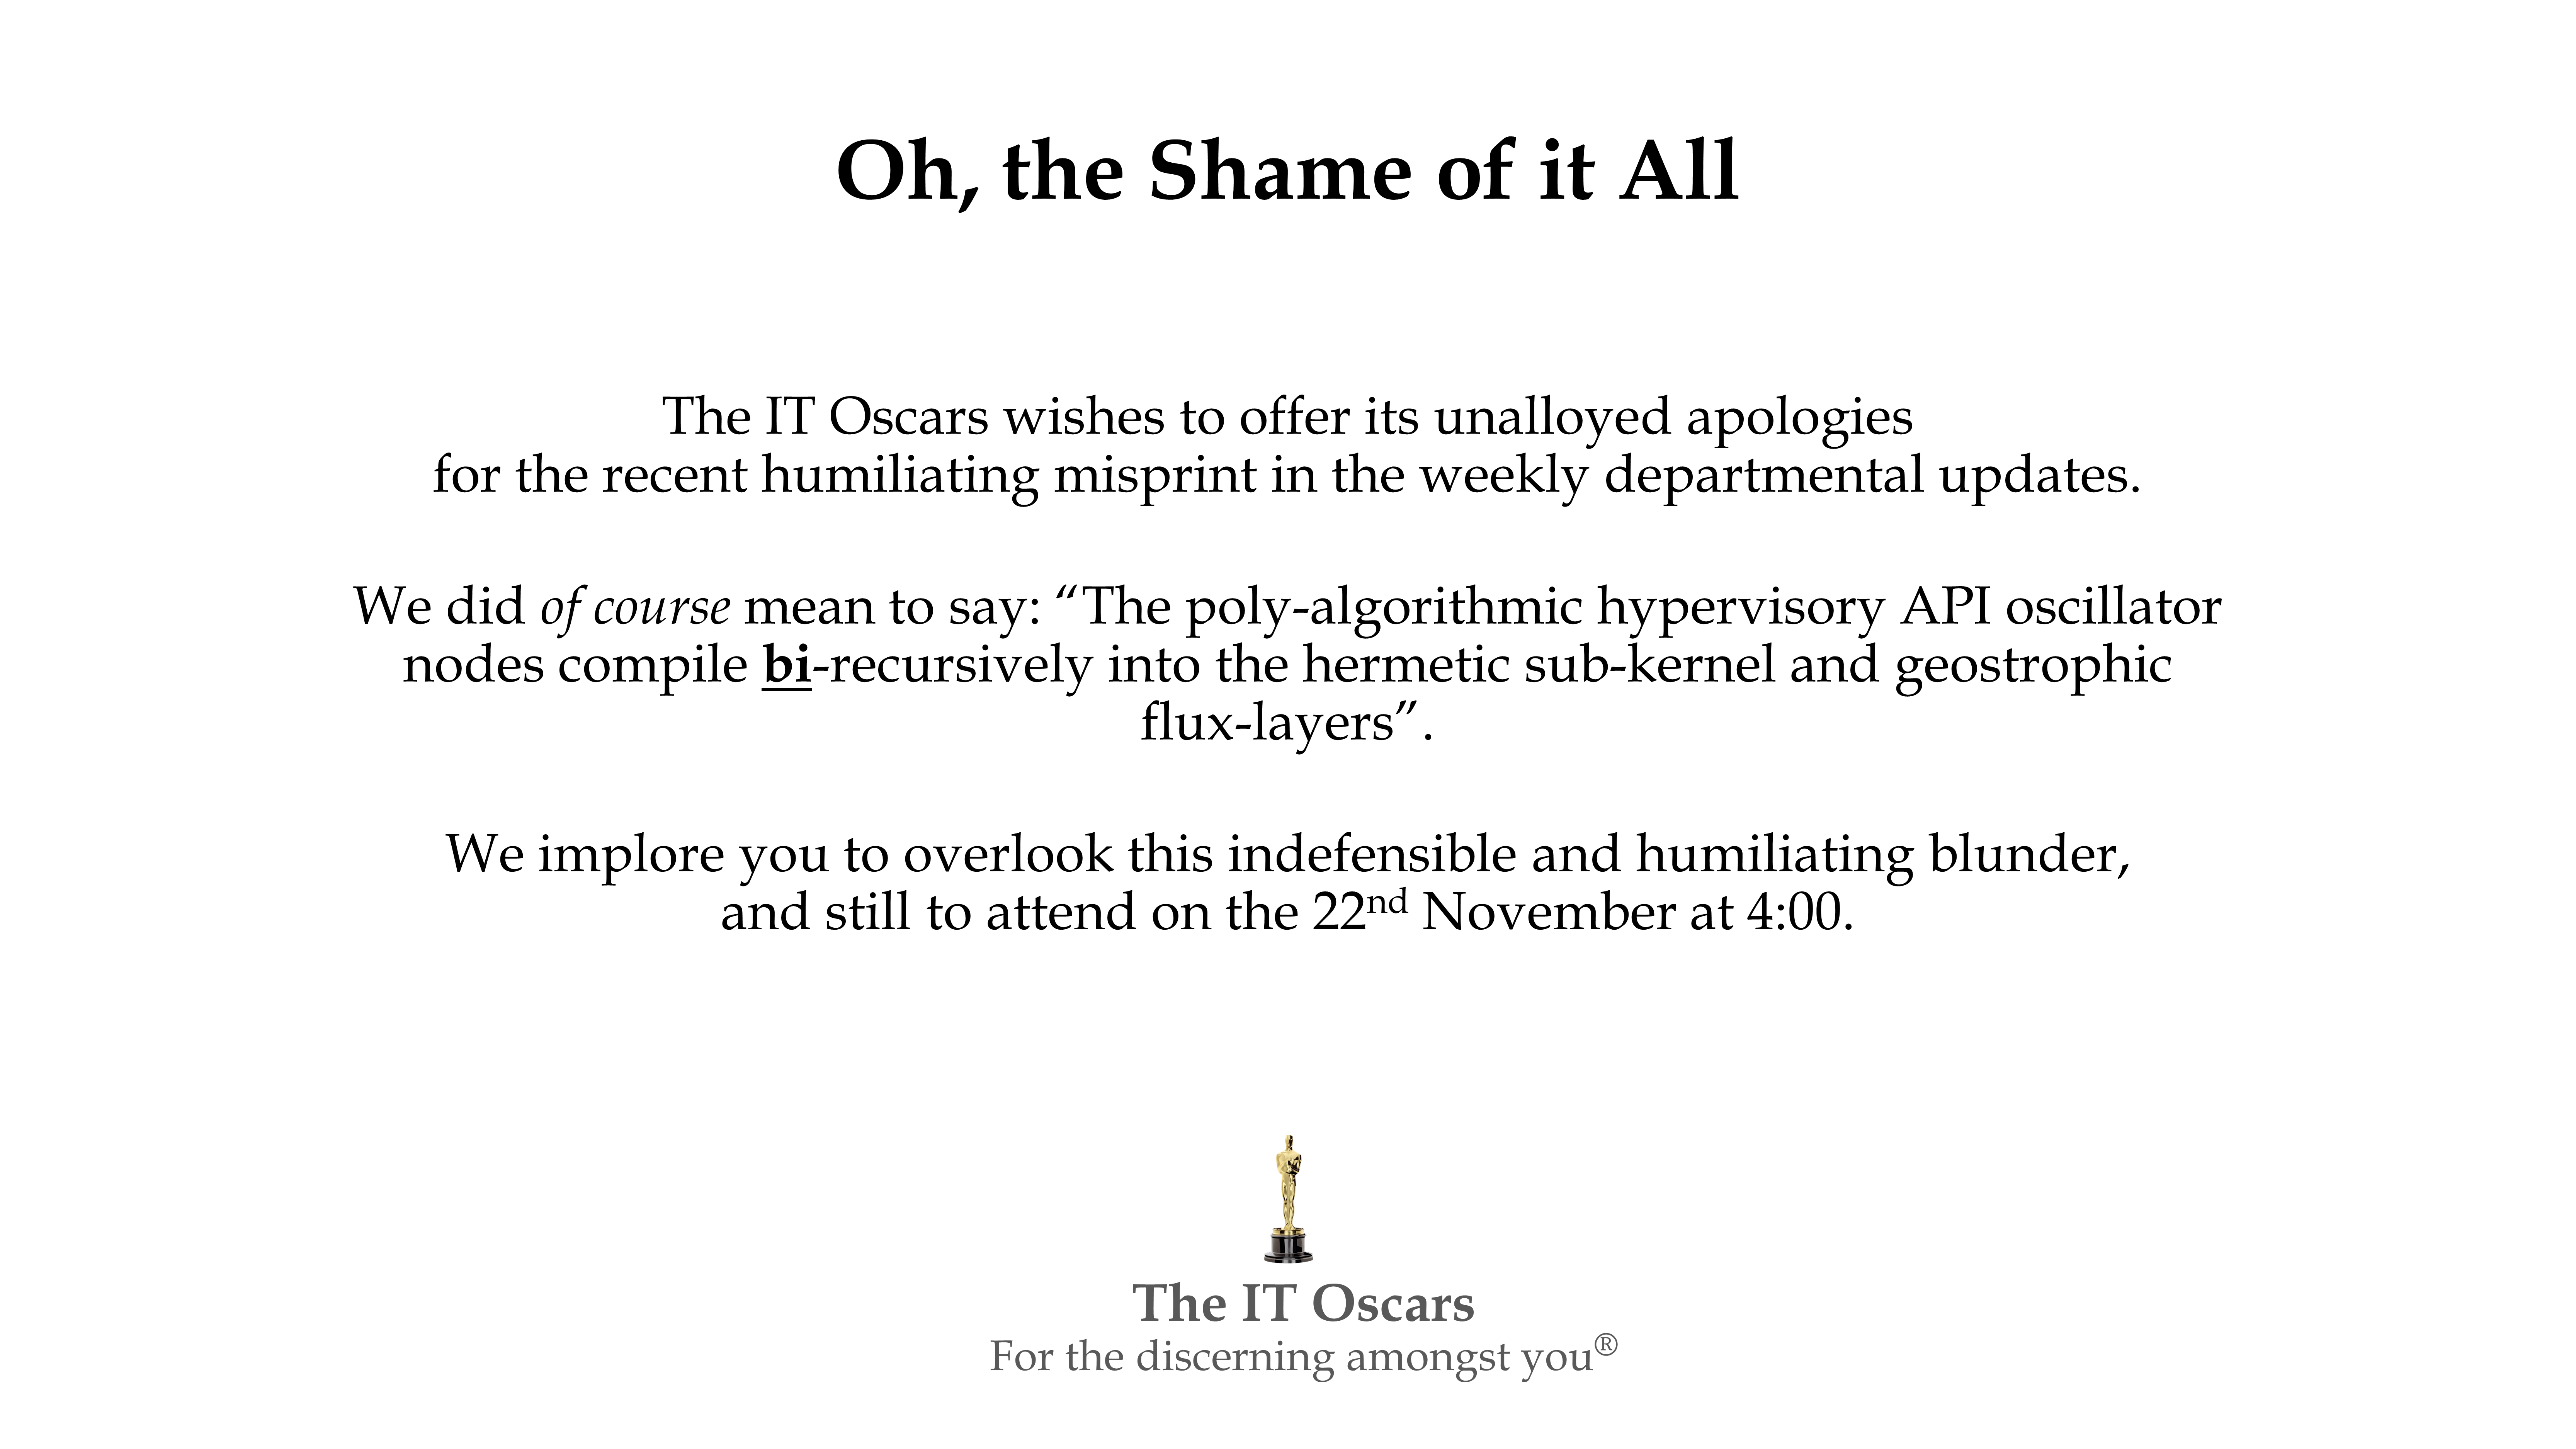 Oh, the Shame of it All
The IT Oscars wishes to offer its unalloyed apologies
for the recent humiliating misprint in the weekly departmental updates.
We did of course mean to say: “The poly-algorithmic hypervisory API oscillator
nodes compile bi-recursively into the hermetic sub-kernel and geostrophic
flux-layers”.
We implore you to overlook this indefensible and humiliating blunder,
and still to attend on the 22nd November at 4:00.
The IT Oscars
For the discerning amongst you®